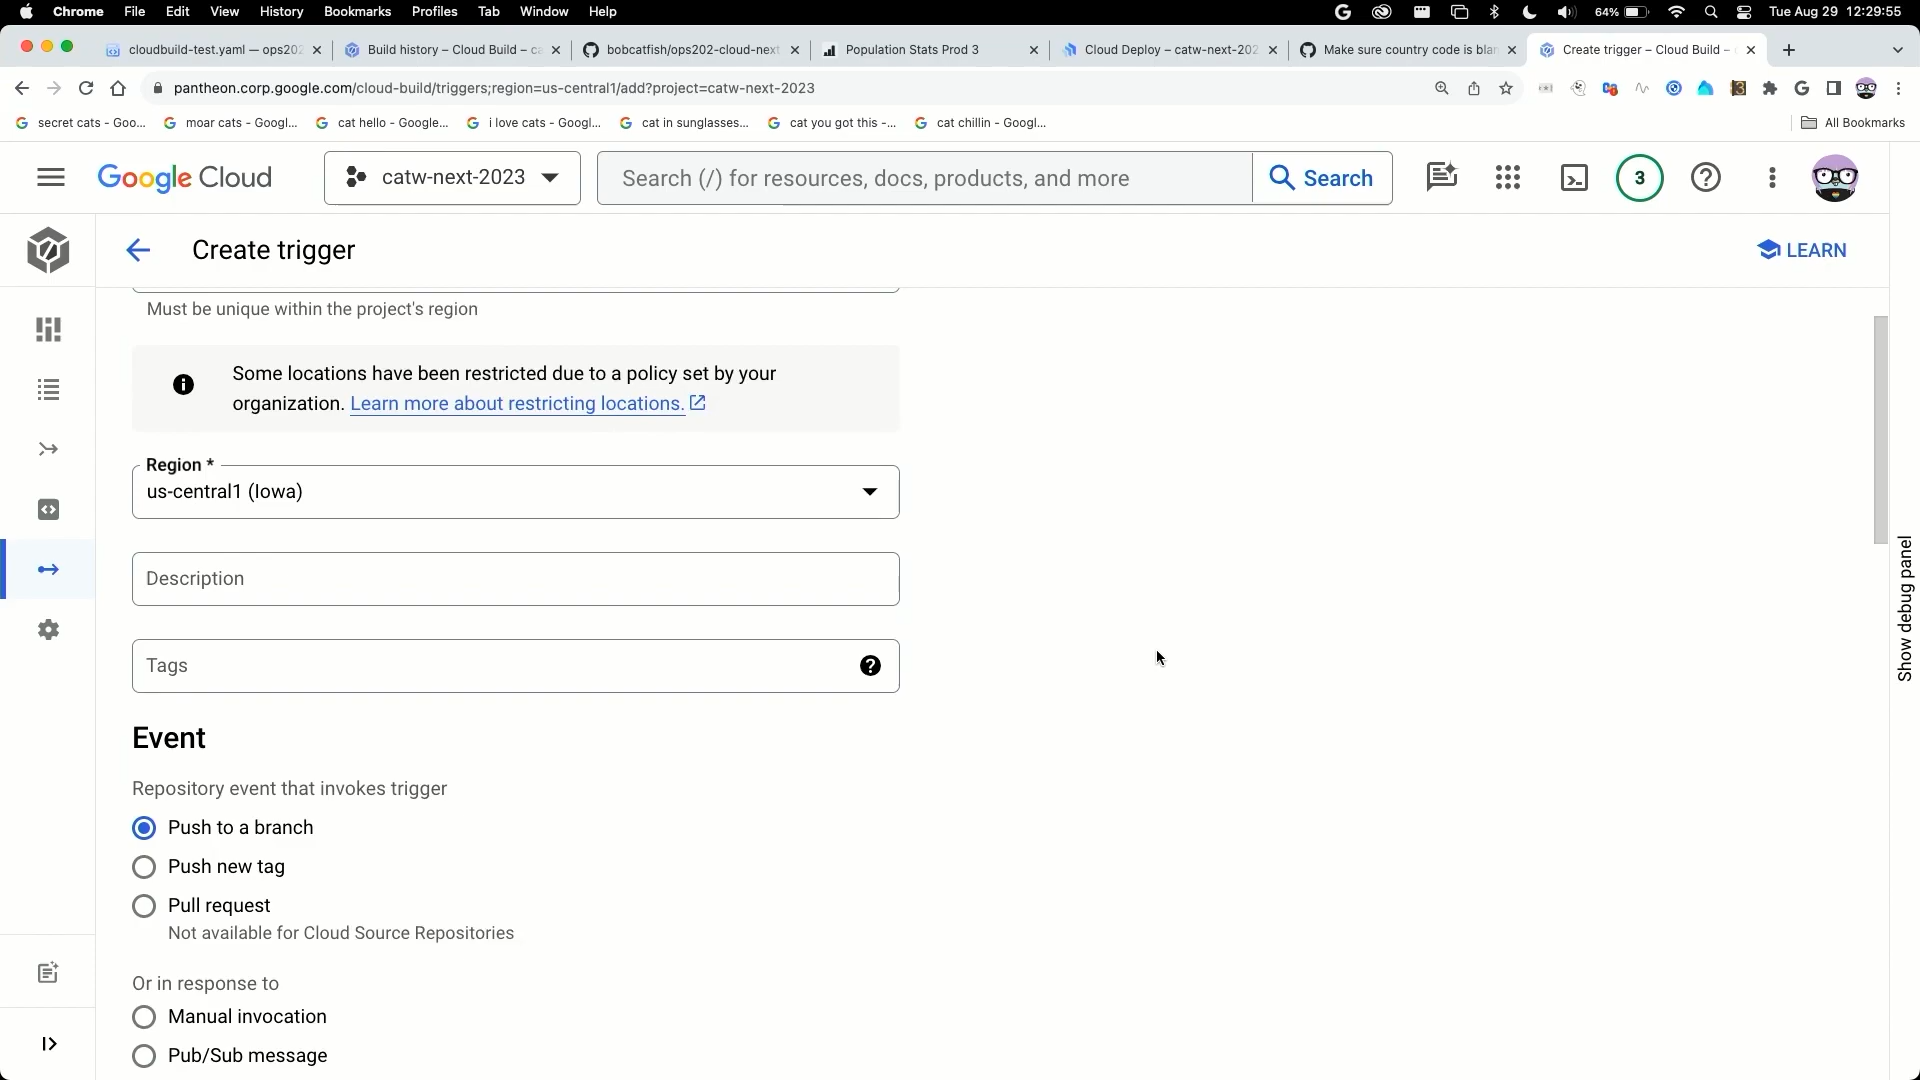 Chrome File Edit View History Bookmarks Profiles Tab Window Help 64% Tue Aug 29 12:29:55
cloudbuild-test.yaml — ops202 Build history – Cloud Build – ca bobcatfish/ops202-cloud-next Population Stats Prod 3 Cloud Deploy – catw-next-202 Make sure country code is blan Create trigger – Cloud Build –
pantheon.corp.google.com/cloud-build/triggers;region=us-central1/add?project=catw-next-2023
secret cats - Goo... moar cats - Googl... cat hello - Google... i love cats - Googl... cat in sunglasses... cat you got this -... cat chillin - Googl... All Bookmarks
Google Cloud catw-next-2023 Search (/) for resources, docs, products, and more Search 3
Create trigger LEARN
Must be unique within the project's region
Some locations have been restricted due to a policy set by your
organization. Learn more about restricting locations.
Region *
us-central1 (Iowa)
Description
Tags
Event
Repository event that invokes trigger
Push to a branch
Push new tag
Pull request
Not available for Cloud Source Repositories
Or in response to
Manual invocation
Pub/Sub message
Show debug panel